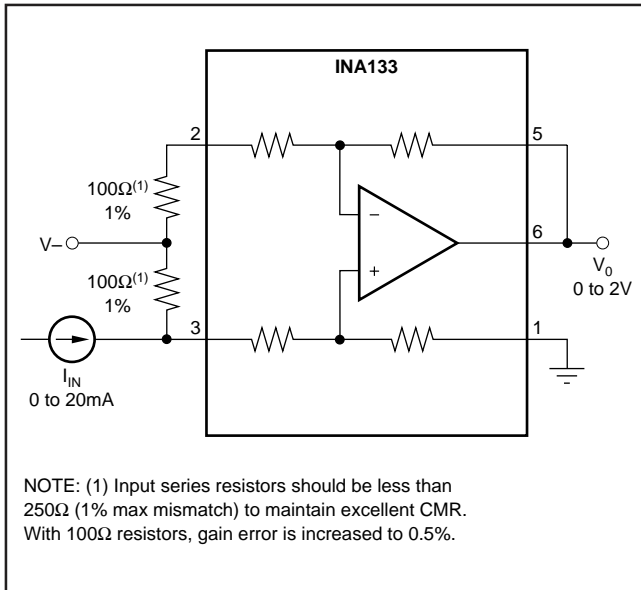 INA133
2
5
100Ω(1)
1%
V–
100Ω(1)
1%
–
+
6
V0
0 to 2V
3
1
IIN
0 to 20mA
NOTE: (1) Input series resistors should be less than
250Ω (1% max mismatch) to maintain excellent CMR.
With 100Ω resistors, gain error is increased to 0.5%.